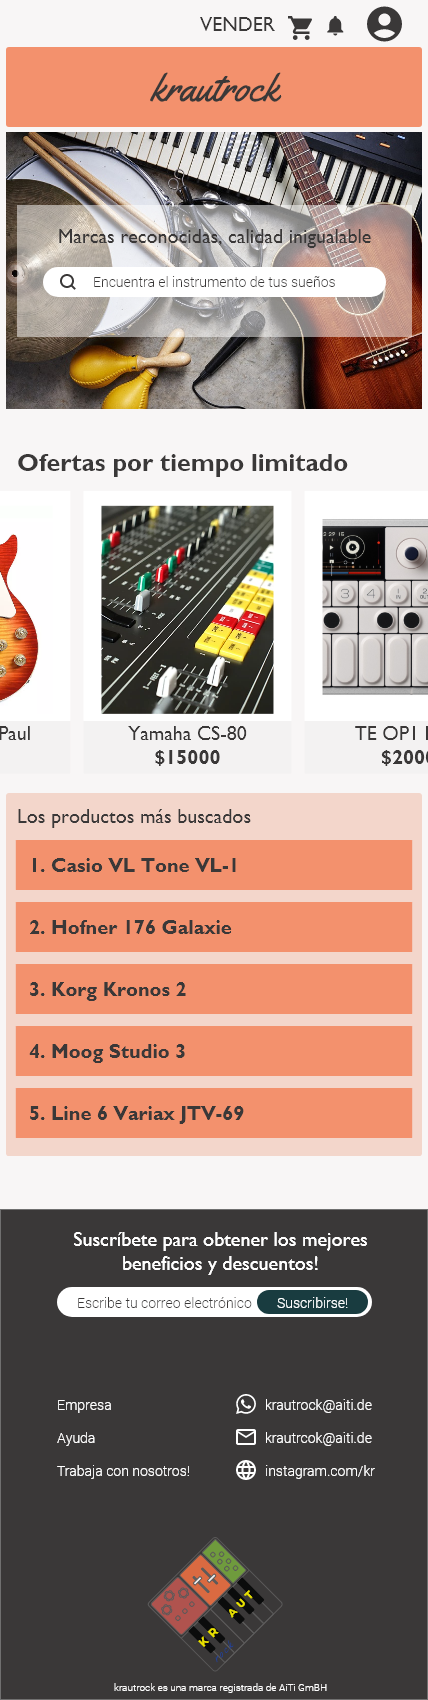 VENDER
krautrock
Marcas reconocidas, calidad inigualable
Encuentra el instrumento de tus sueños
Ofertas por tiempo limitado
Paul
Yamaha CS-80
$15000
TE OP1
$200
Los productos más buscados
1. Casio VL Tone VL-1
2. Hofner 176 Galaxie
3. Korg Kronos 2
4. Moog Studio 3
5. Line 6 Variax JTV-69
Suscríbete para obtener los mejores
beneficios y descuentos!
Escribe tu correo electrónico
Suscribirse!
Empresa
krautrock@aiti.de
Ayuda
krautrcok@aiti.de
Trabaja con nosotros!
instagram.com/kr
KR AUT
krautrock es una marca registrada de AiTi GmBH